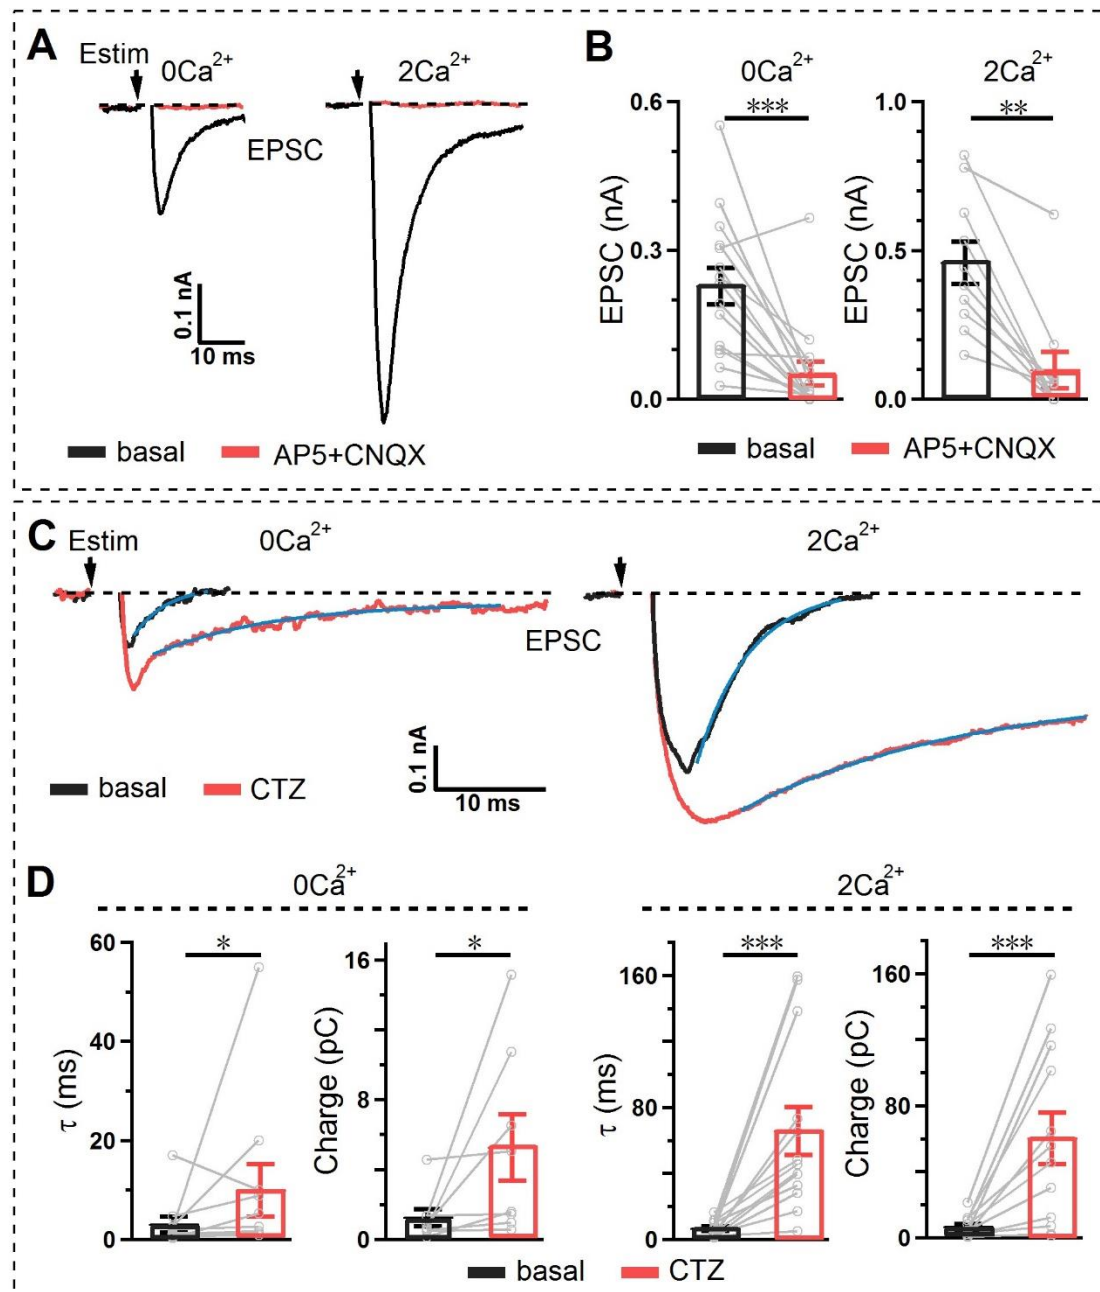 A
Estim
0Ca²⁺
2Ca²⁺
EPSC
0.1 nA
10 ms
basal
AP5+CNQX
B
0Ca²⁺
2Ca²⁺
***
**
EPSC (nA)
0.6
0.3
0.0
EPSC (nA)
1.0
0.5
0.0
basal
AP5+CNQX
C
Estim
0Ca²⁺
2Ca²⁺
EPSC
0.1 nA
10 ms
basal
CTZ
D
0Ca²⁺
2Ca²⁺
*
*
***
***
τ (ms)
60
40
20
0
Charge (pC)
16
8
0
τ (ms)
160
80
0
Charge (pC)
160
80
0
basal
CTZ